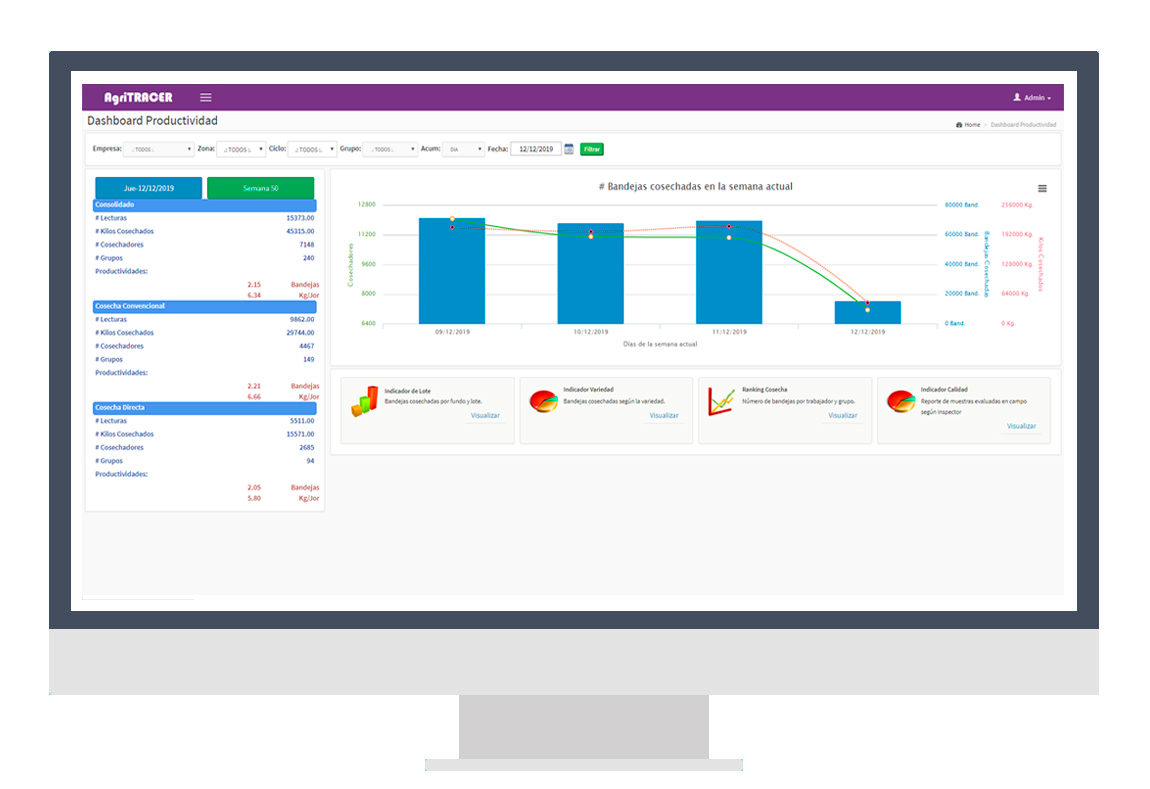 AgriTRACER
Admin
Dashboard Productividad
Home - Dashboard Productividad
Empresa: .:TODOS:. Zona: .:TODOS:. Ciclo: .:TODOS:. Grupo: .:TODOS:. Acum: DIA Fecha: 12/12/2019 Filtrar
Jue-12/12/2019 Semana 50
Consolidado
# Lecturas 15373.00
# Kilos Cosechados 45315.00
# Cosechadores 7148
# Grupos 240
Productividades:
2.15 Bandejas
6.34 Kg/Jor
Cosecha Convencional
# Lecturas 9862.00
# Kilos Cosechados 29744.00
# Cosechadores 4467
# Grupos 149
Productividades:
2.21 Bandejas
6.66 Kg/Jor
Cosecha Directa
# Lecturas 5511.00
# Kilos Cosechados 15571.00
# Cosechadores 2685
# Grupos 94
Productividades:
2.05 Bandejas
5.80 Kg/Jor
# Bandejas cosechadas en la semana actual
12800 80000 Band. 256000 Kg.
11200 60000 Band. 192000 Kg.
9600 40000 Band. 128000 Kg.
8000 20000 Band. 64000 Kg.
6400 0 Band. 0 Kg.
Cosechadores
Bandejas Cosechadas
Kilos Cosechados
09/12/2019 10/12/2019 11/12/2019 12/12/2019
Días de la semana actual
Indicador de Lote
Bandejas cosechadas por fundo y lote.
Visualizar
Indicador Variedad
Bandejas cosechadas según la variedad.
Visualizar
Ranking Cosecha
Número de bandejas por trabajador y grupo.
Visualizar
Indicador Calidad
Reporte de muestras evaluadas en campo
según inspector
Visualizar